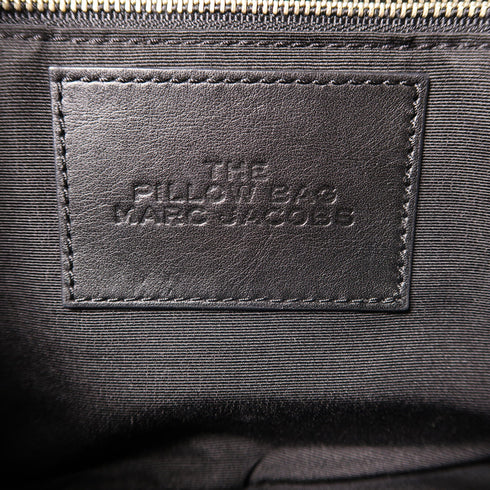 THE
PILLOW BAG
MARC JACOBS